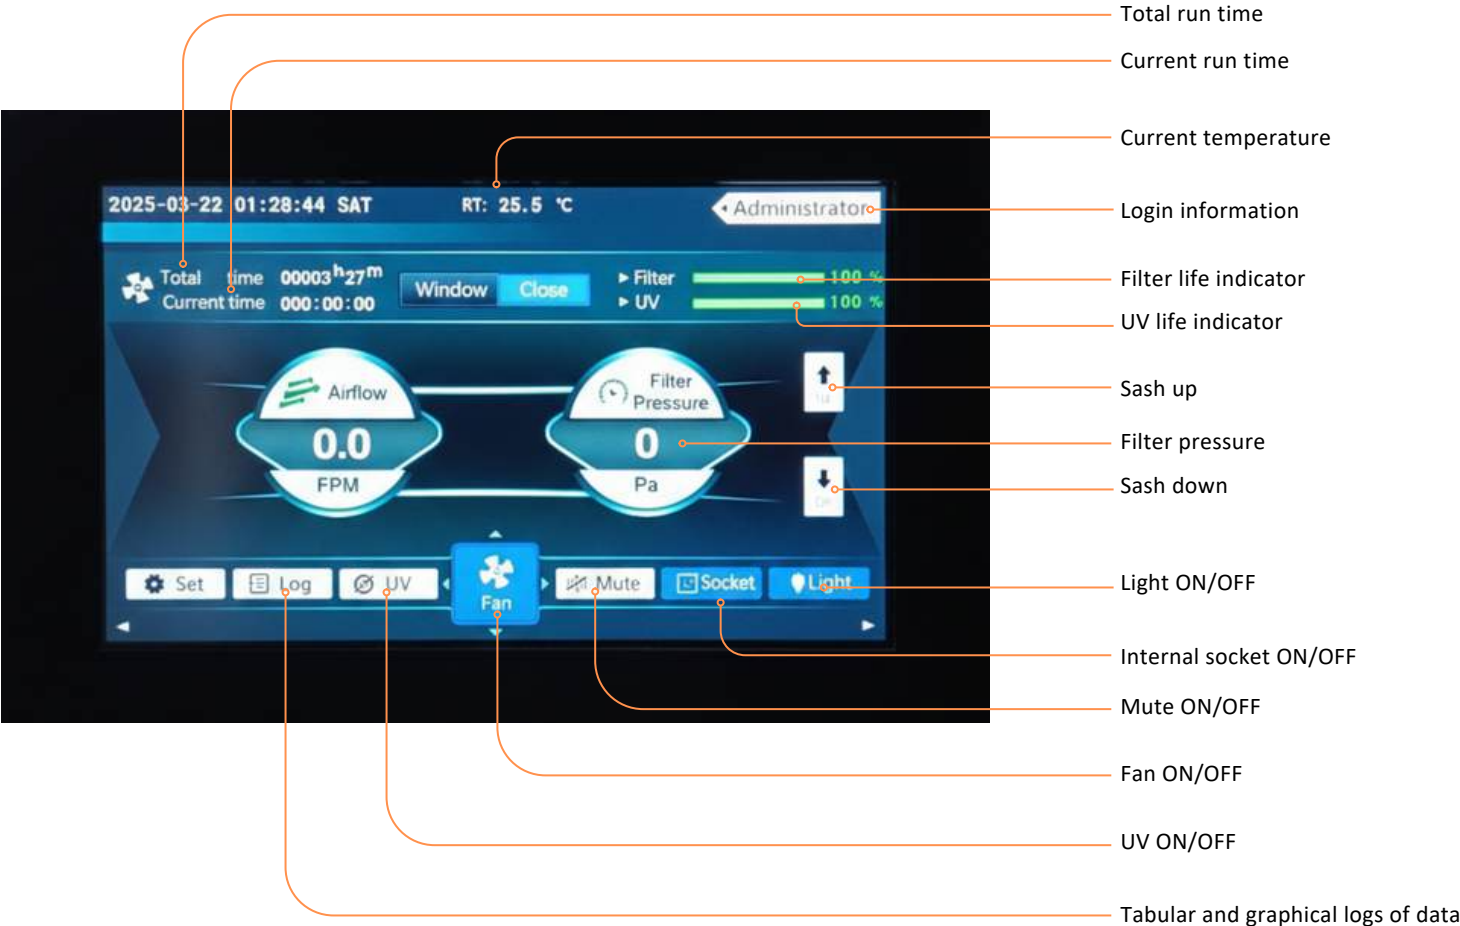 Total run time
Current run time
Current temperature
2025-03-22 01:28:44 SAT
RT: 25.5 ℃
Administrator
Login information
Total time 00003h27m
Current time 000:00:00
Window
Close
Filter
100 %
UV
100 %
Filter life indicator
UV life indicator
Airflow
0.0
FPM
Filter
Pressure
0
Pa
Sash up
Filter pressure
Sash down
Set
Log
UV
Fan
Mute
Socket
Light
Light ON/OFF
Internal socket ON/OFF
Mute ON/OFF
Fan ON/OFF
UV ON/OFF
Tabular and graphical logs of data